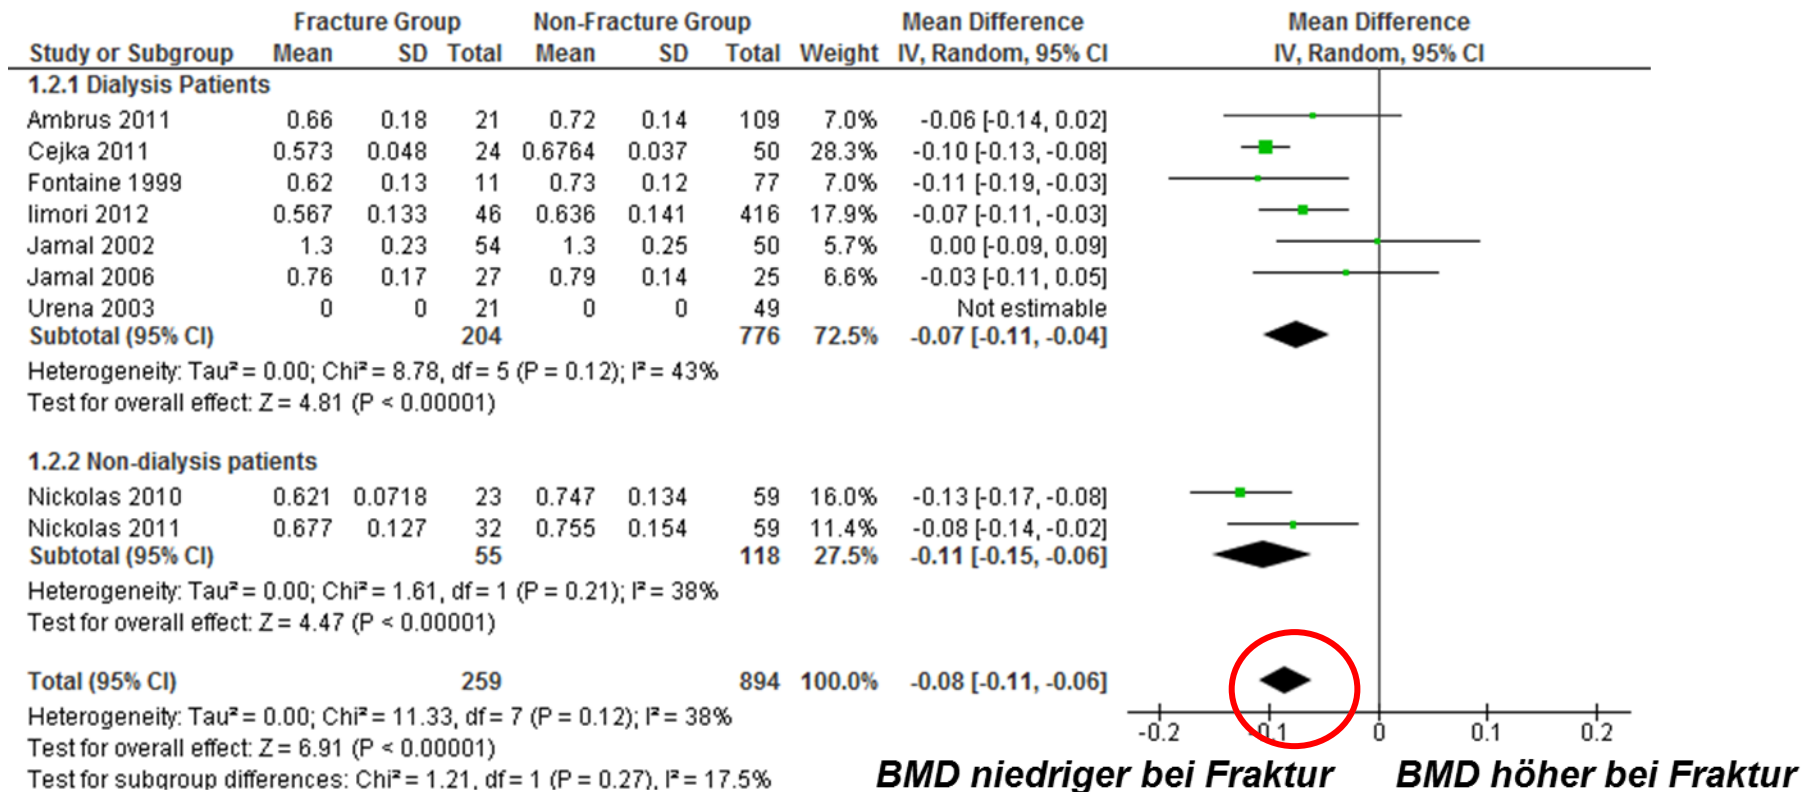 Fracture Group Non-Fracture Group Mean Difference Mean Difference
Study or Subgroup Mean SD Total Mean SD Total Weight IV, Random, 95% CI IV, Random, 95% CI
1.2.1 Dialysis Patients
Ambrus 2011 0.66 0.18 21 0.72 0.14 109 7.0% -0.06 [-0.14, 0.02]
Cejka 2011 0.573 0.048 24 0.6764 0.037 50 28.3% -0.10 [-0.13, -0.08]
Fontaine 1999 0.62 0.13 11 0.73 0.12 77 7.0% -0.11 [-0.19, -0.03]
Iimori 2012 0.567 0.133 46 0.636 0.141 416 17.9% -0.07 [-0.11, -0.03]
Jamal 2002 1.3 0.23 54 1.3 0.25 50 5.7% 0.00 [-0.09, 0.09]
Jamal 2006 0.76 0.17 27 0.79 0.14 25 6.6% -0.03 [-0.11, 0.05]
Urena 2003 0 0 21 0 0 49 Not estimable
Subtotal (95% CI) 204 776 72.5% -0.07 [-0.11, -0.04]
Heterogeneity: Tau² = 0.00; Chi² = 8.78, df = 5 (P = 0.12); I² = 43%
Test for overall effect: Z = 4.81 (P < 0.00001)
1.2.2 Non-dialysis patients
Nickolas 2010 0.621 0.0718 23 0.747 0.134 59 16.0% -0.13 [-0.17, -0.08]
Nickolas 2011 0.677 0.127 32 0.755 0.154 59 11.4% -0.08 [-0.14, -0.02]
Subtotal (95% CI) 55 118 27.5% -0.11 [-0.15, -0.06]
Heterogeneity: Tau² = 0.00; Chi² = 1.61, df = 1 (P = 0.21); I² = 38%
Test for overall effect: Z = 4.47 (P < 0.00001)
Total (95% CI) 259 894 100.0% -0.08 [-0.11, -0.06]
Heterogeneity: Tau² = 0.00; Chi² = 11.33, df = 7 (P = 0.12); I² = 38%
-0.2 -0.1 0 0.1 0.2
Test for overall effect: Z = 6.91 (P < 0.00001)
Test for subgroup differences: Chi² = 1.21, df = 1 (P = 0.27), I² = 17.5%
BMD niedriger bei Fraktur BMD höher bei Fraktur